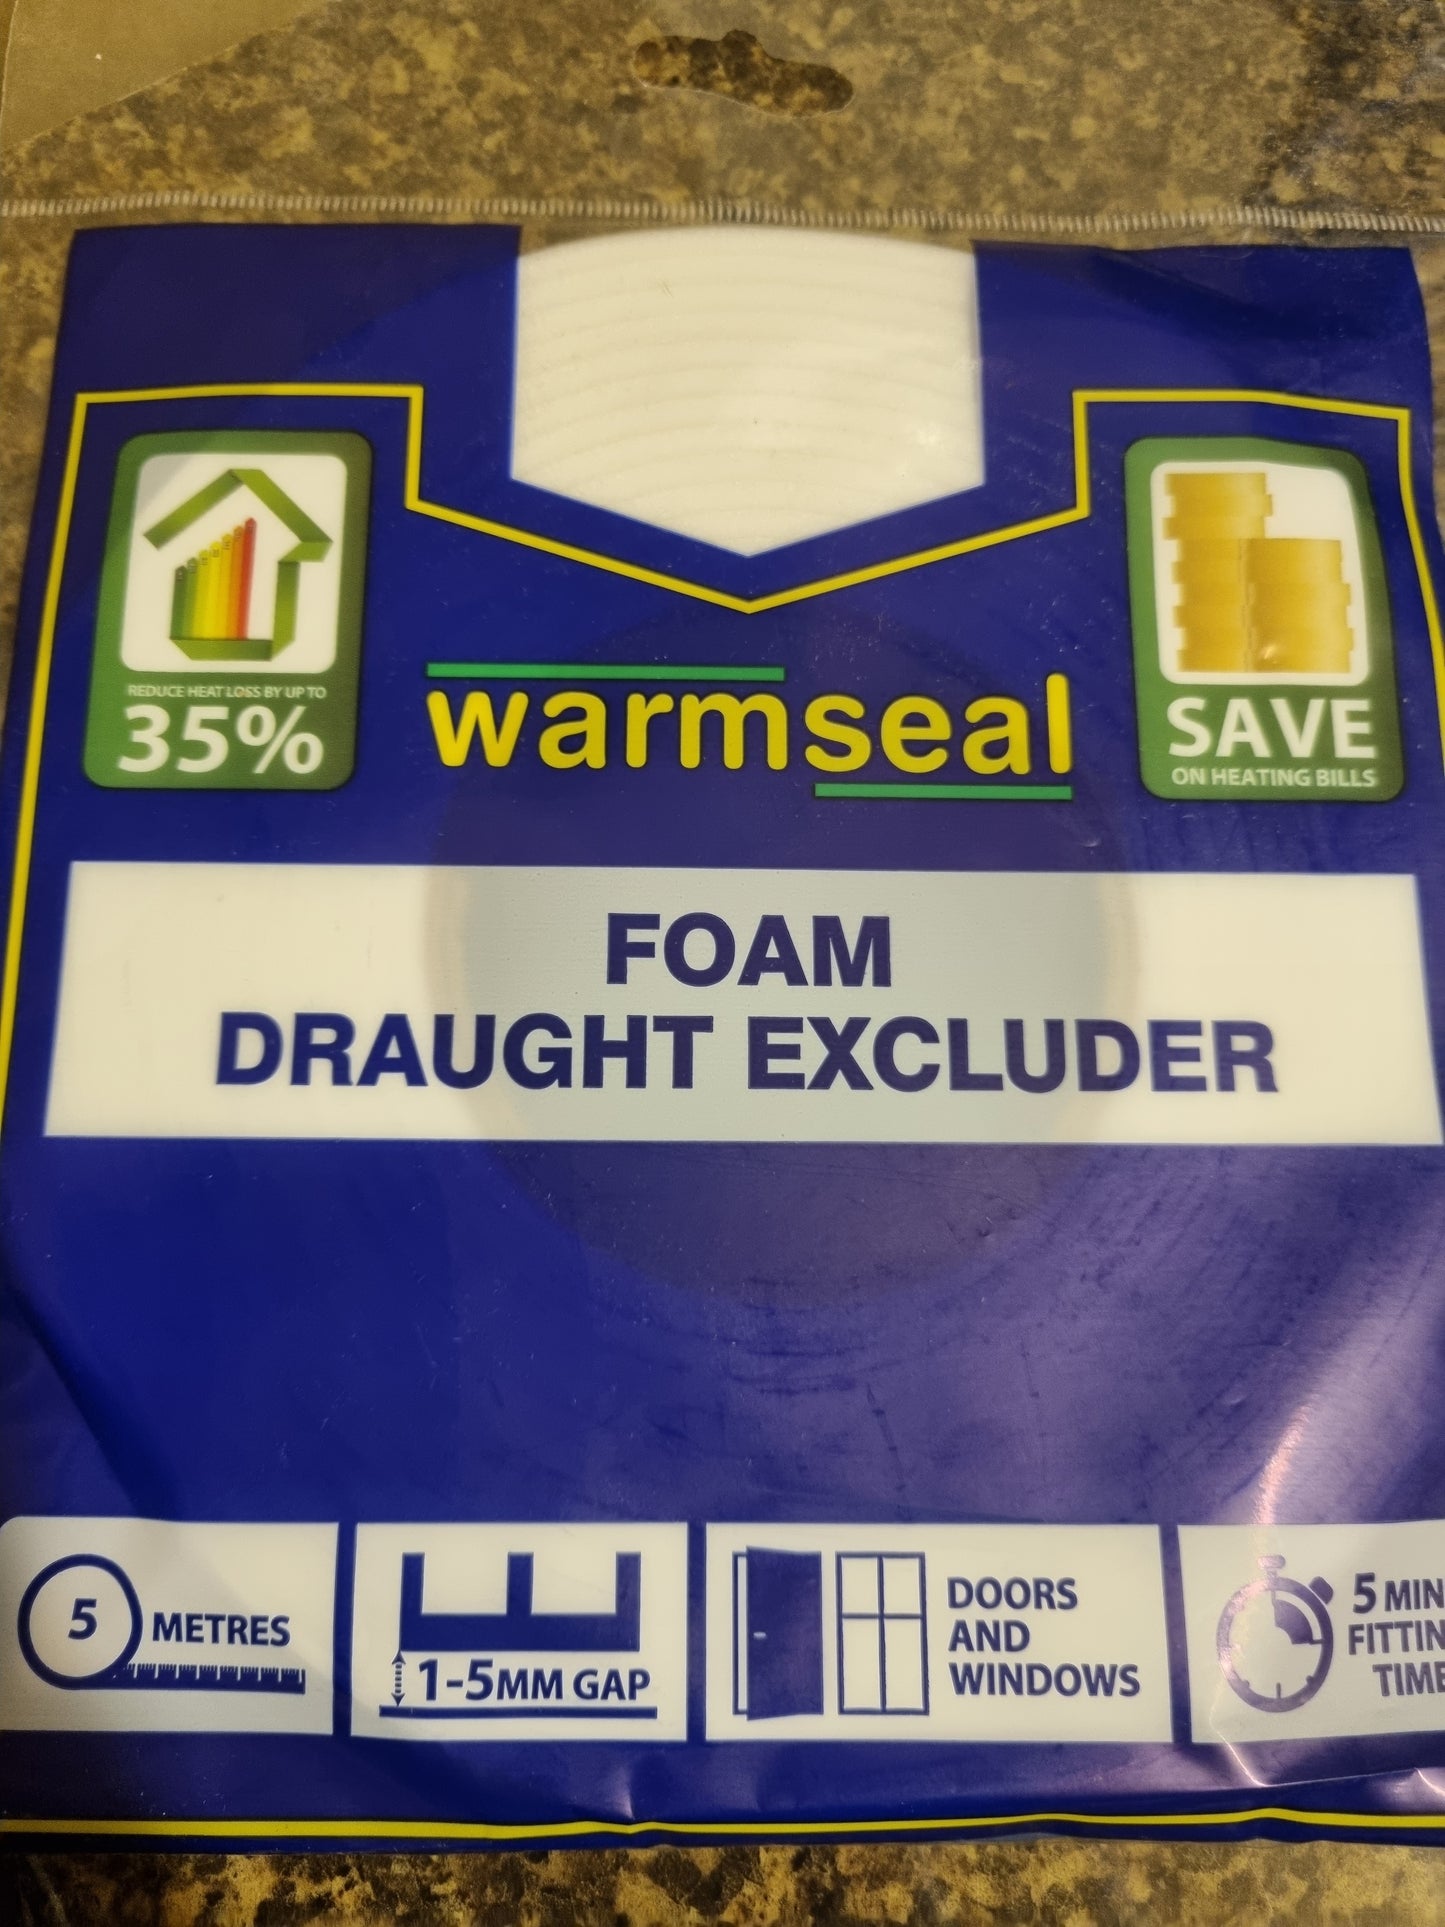 REDUCE HEAT LOSS BY UP TO
35%
warmseal
SAVE
ON HEATING BILLS
FOAM
DRAUGHT EXCLUDER
5 METRES
1-5MM GAP
DOORS
AND
WINDOWS
5 MIN
FITTIN
TIME